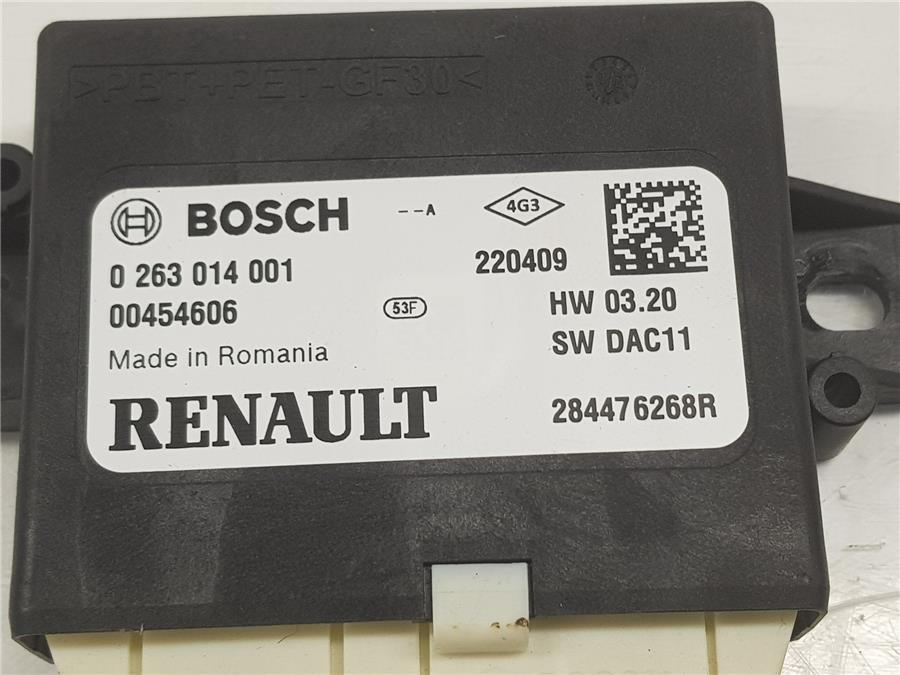 >PBT+PET-GF30<
BOSCH --A 4G3
0 263 014 001 220409
00454606 53F HW 03.20
Made in Romania SW DAC11
RENAULT 284476268R